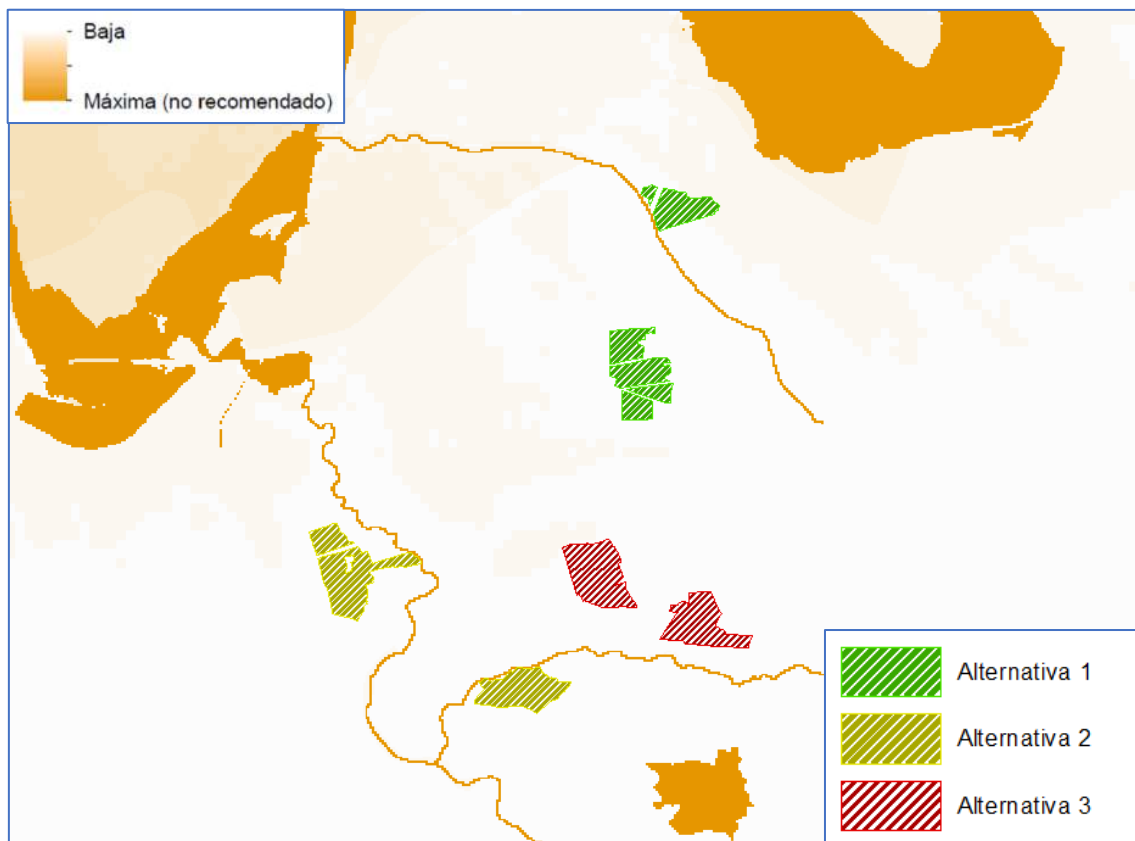 Baja
Máxima (no recomendado)
Alternativa 1
Alternativa 2
Alternativa 3